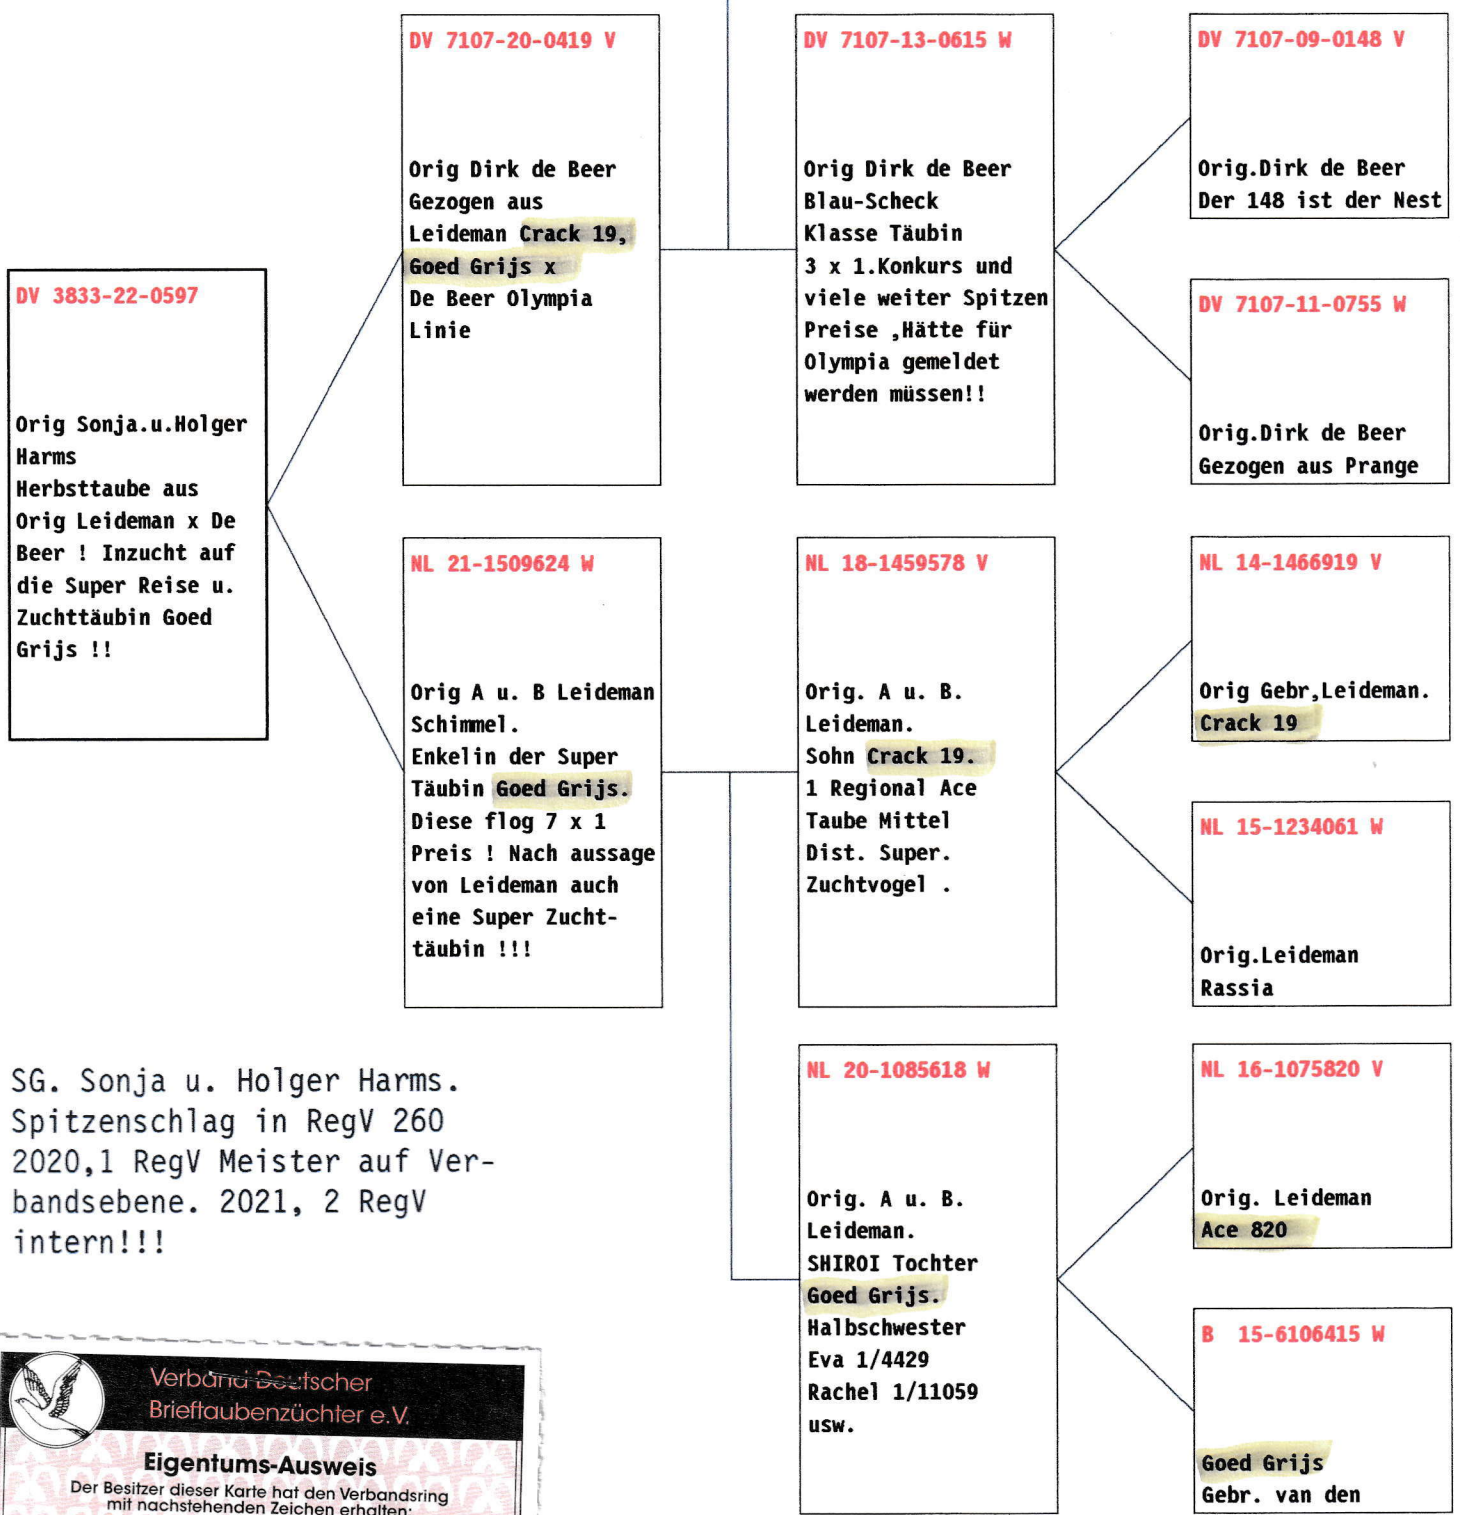 DV 7107-20-0419 V
Orig Dirk de Beer
Gezogen aus
Leideman Crack 19,
Goed Grijs x
De Beer Olympia
Linie
DV 7107-13-0615 W
Orig Dirk de Beer
Blau-Scheck
Klasse Täubin
3 x 1.Konkurs und
viele weiter Spitzen
Preise ,Hätte für
Olympia gemeldet
werden müssen!!
DV 7107-09-0148 V
Orig.Dirk de Beer
Der 148 ist der Nest
DV 7107-11-0755 W
Orig.Dirk de Beer
Gezogen aus Prange
DV 3833-22-0597
Orig Sonja.u.Holger
Harms
Herbsttaube aus
Orig Leideman x De
Beer ! Inzucht auf
die Super Reise u.
Zuchttäubin Goed
Grijs !!
NL 21-1509624 W
Orig A u. B Leideman
Schimmel.
Enkelin der Super
Täubin Goed Grijs.
Diese flog 7 x 1
Preis ! Nach aussage
von Leideman auch
eine Super Zucht-
täubin !!!
NL 18-1459578 V
Orig. A u. B.
Leideman.
Sohn Crack 19.
1 Regional Ace
Taube Mittel
Dist. Super.
Zuchtvogel .
NL 14-1466919 V
Orig Gebr,Leideman.
Crack 19
NL 15-1234061 W
Orig.Leideman
Rassia
NL 20-1085618 W
Orig. A u. B.
Leideman.
SHIROI Tochter
Goed Grijs.
Halbschwester
Eva 1/4429
Rachel 1/11059
usw.
NL 16-1075820 V
Orig. Leideman
Ace 820
B 15-6106415 W
Goed Grijs
Gebr. van den
SG. Sonja u. Holger Harms.
Spitzenschlag in RegV 260
2020,1 RegV Meister auf Ver-
bandsebene. 2021, 2 RegV
intern!!!
Verband Deutscher
Brieftaubenzüchter e.V.
Eigentums-Ausweis
Der Besitzer dieser Karte hat den Verbandsring
mit nachstehenden Zeichen erhalten: